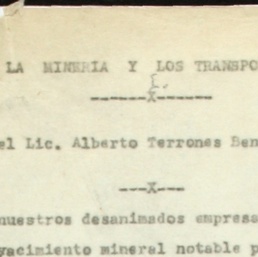 LA MINERIA Y LOS TRANSPO
------X------
el Lic. Alberto Terrones Ben
---X---
nuestros desanimados empresa
yacimiento mineral notable p